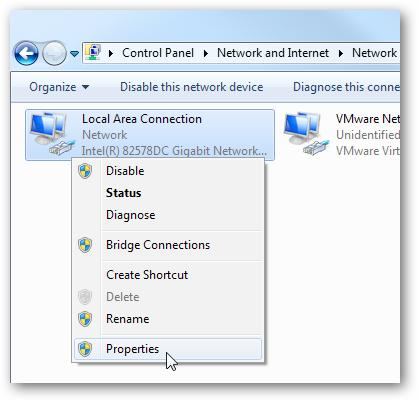 Control Panel Network and Internet Network
Organize Disable this network device Diagnose this conne
Local Area Connection
Network
Intel(R) 82578DC Gigabit Network...
VMware Net
Unidentified
VMware Virt
Disable
Status
Diagnose
Bridge Connections
Create Shortcut
Delete
Rename
Properties